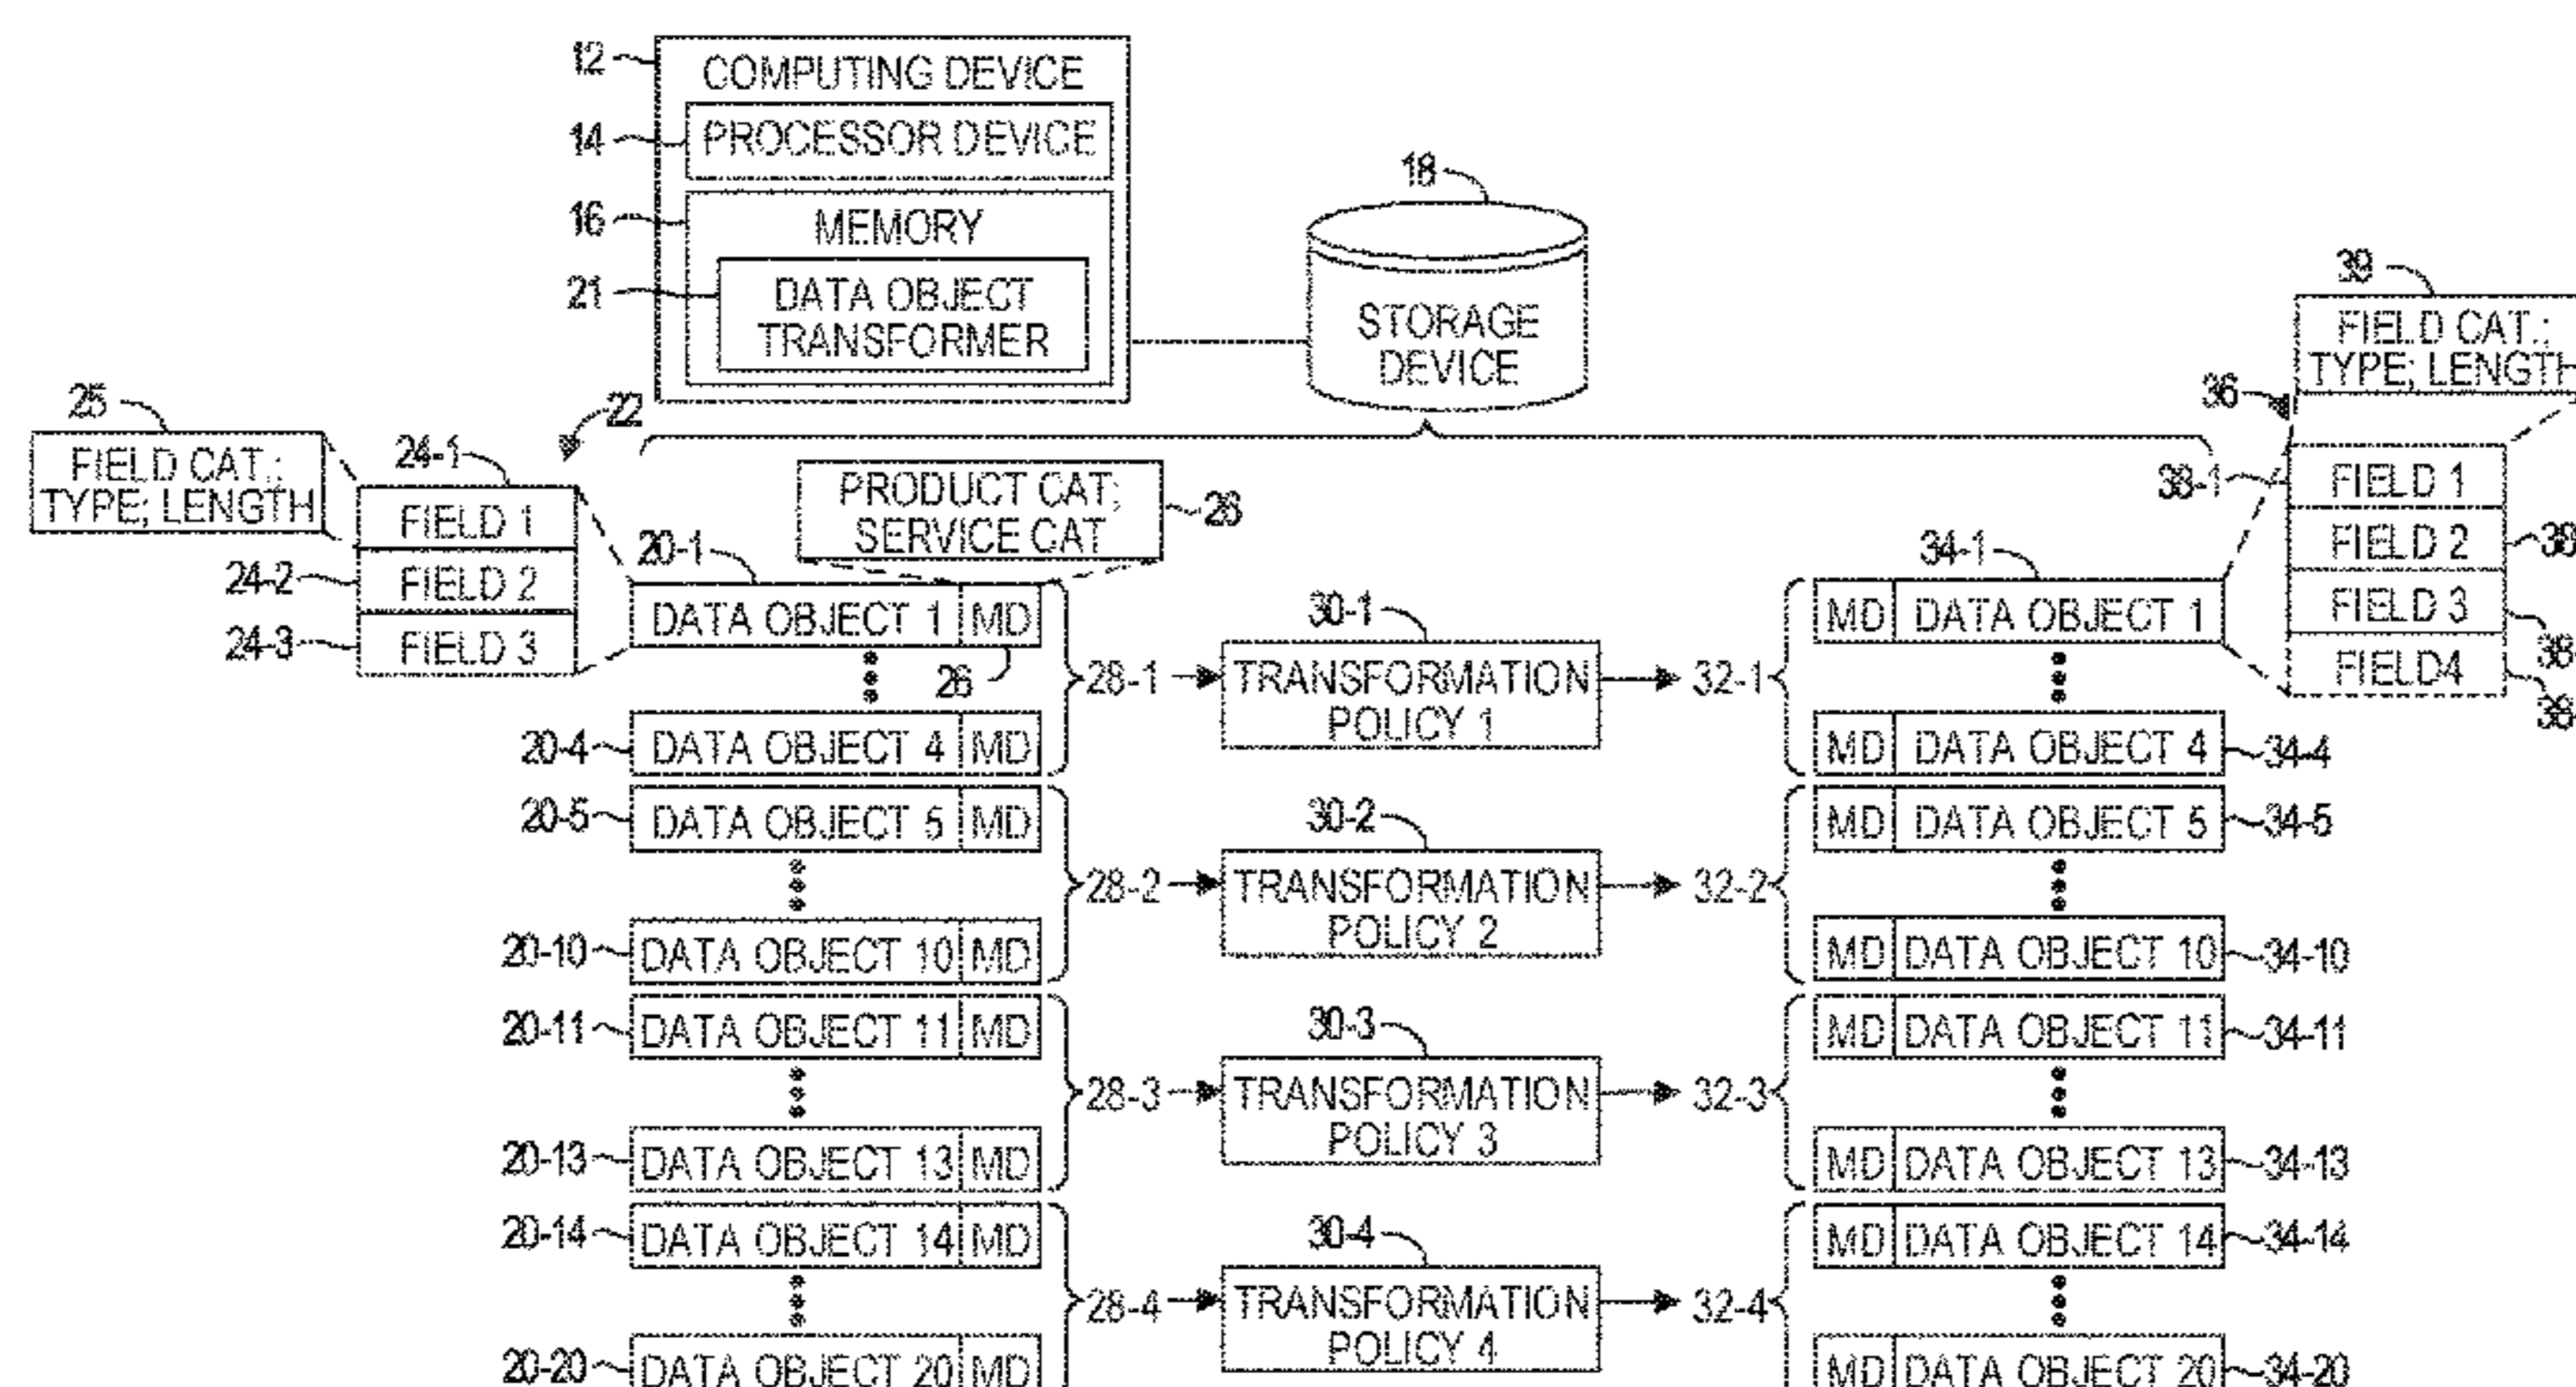 12
COMPUTING DEVICE
14
PROCESSOR DEVICE
16
MEMORY
21
DATA OBJECT
TRANSFORMER
18
STORAGE
DEVICE
39
FIELD CAT.;
TYPE; LENGTH
36
25
FIELD CAT.;
TYPE; LENGTH
22
24-1
FIELD 1
24-2
FIELD 2
24-3
FIELD 3
PRODUCT CAT;
SERVICE CAT
26
38-1
FIELD 1
FIELD 2
38
FIELD 3
38
FIELD4
38
20-1
DATA OBJECT 1 MD
26
28-1
30-1
TRANSFORMATION
POLICY 1
32-1
34-1
MD DATA OBJECT 1
20-4
DATA OBJECT 4 MD
MD DATA OBJECT 4
34-4
20-5
DATA OBJECT 5 MD
28-2
30-2
TRANSFORMATION
POLICY 2
32-2
MD DATA OBJECT 5
34-5
20-10
DATA OBJECT 10 MD
MD DATA OBJECT 10
34-10
20-11
DATA OBJECT 11 MD
28-3
30-3
TRANSFORMATION
POLICY 3
32-3
MD DATA OBJECT 11
34-11
20-13
DATA OBJECT 13 MD
MD DATA OBJECT 13
34-13
20-14
DATA OBJECT 14 MD
28-4
30-4
TRANSFORMATION
POLICY 4
32-4
MD DATA OBJECT 14
34-14
20-20
DATA OBJECT 20 MD
MD DATA OBJECT 20
34-20